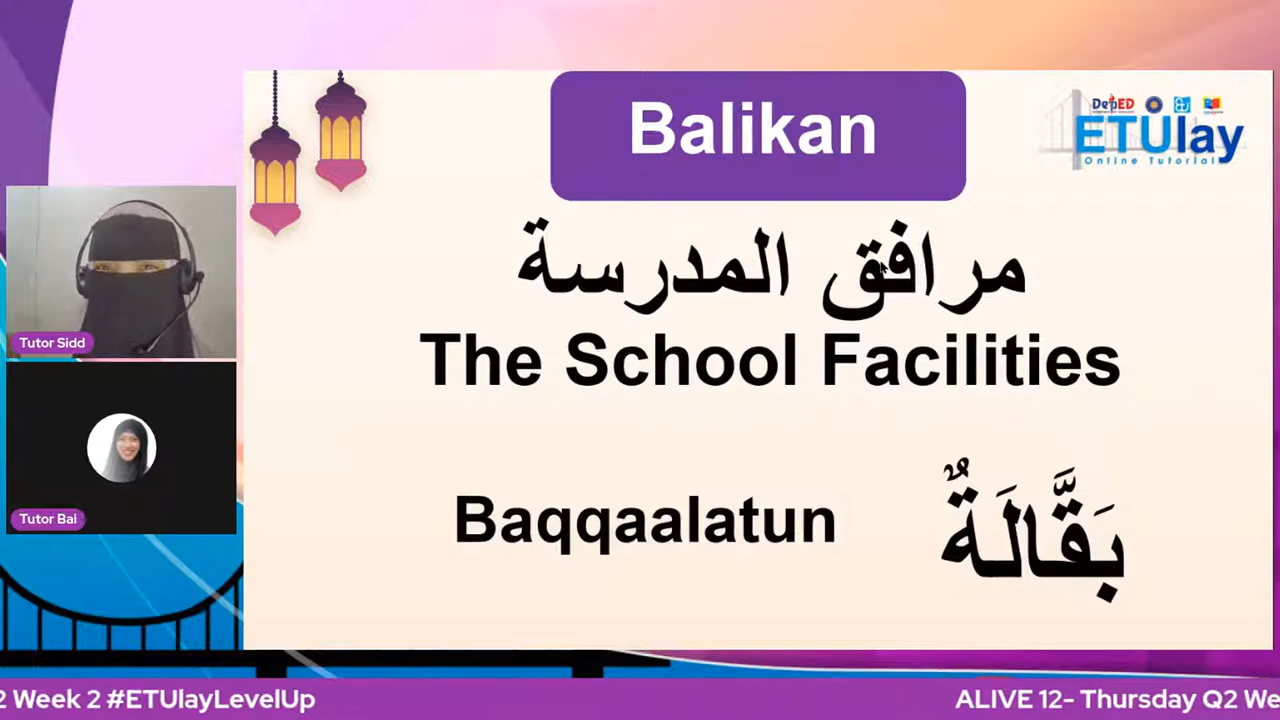 Balikan
DepED
ETUlay
Online Tutorial
مرافق المدرسة
The School Facilities
Baqqaalatun
بَقَّالَةٌ
Tutor Sidd
Tutor Bai
2 Week 2 #ETUlayLevelUp
ALIVE 12- Thursday Q2 We